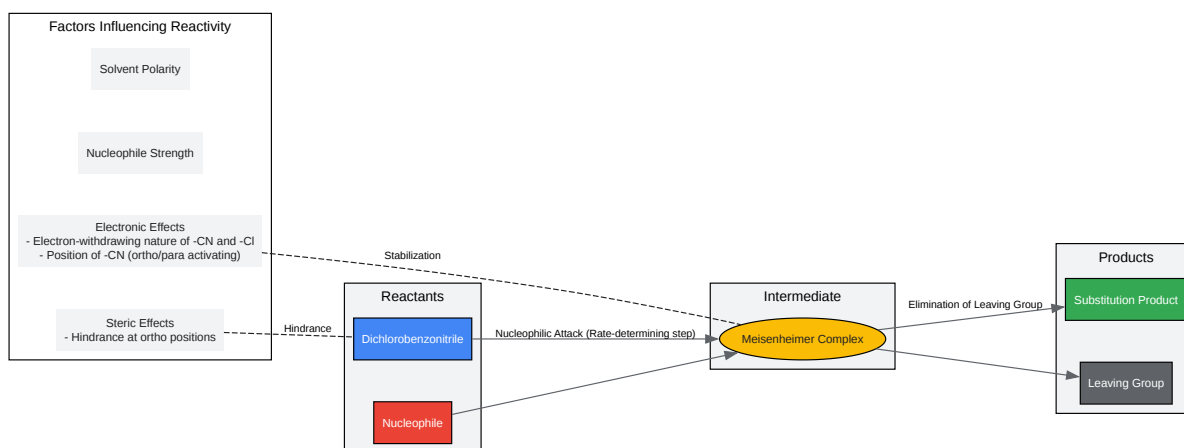 Factors Influencing Reactivity
Solvent Polarity
Nucleophile Strength
Electronic Effects
- Electron-withdrawing nature of -CN and -Cl
- Position of -CN (ortho/para activating)
Steric Effects
- Hindrance at ortho positions
Stabilization
Hindrance
Reactants
Dichlorobenzonitrile
Nucleophile
Nucleophilic Attack (Rate-determining step)
Intermediate
Meisenheimer Complex
Elimination of Leaving Group
Products
Substitution Product
Leaving Group